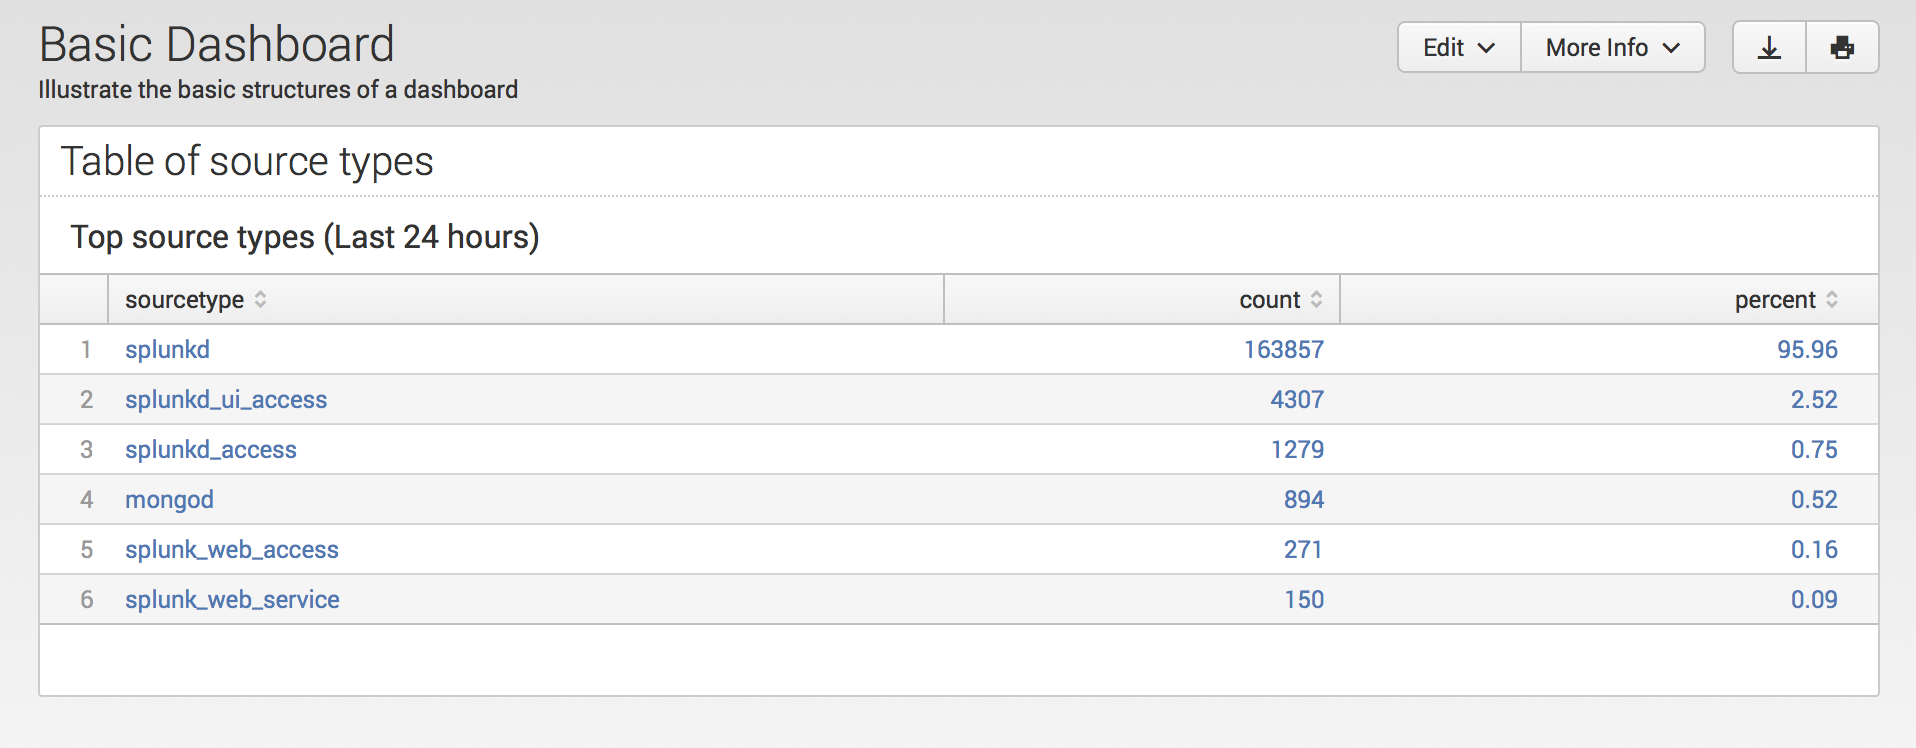 Basic Dashboard
Edit More Info
Illustrate the basic structures of a dashboard
Table of source types
Top source types (Last 24 hours)
sourcetype count percent
1 splunkd 163857 95.96
2 splunkd_ui_access 4307 2.52
3 splunkd_access 1279 0.75
4 mongod 894 0.52
5 splunk_web_access 271 0.16
6 splunk_web_service 150 0.09